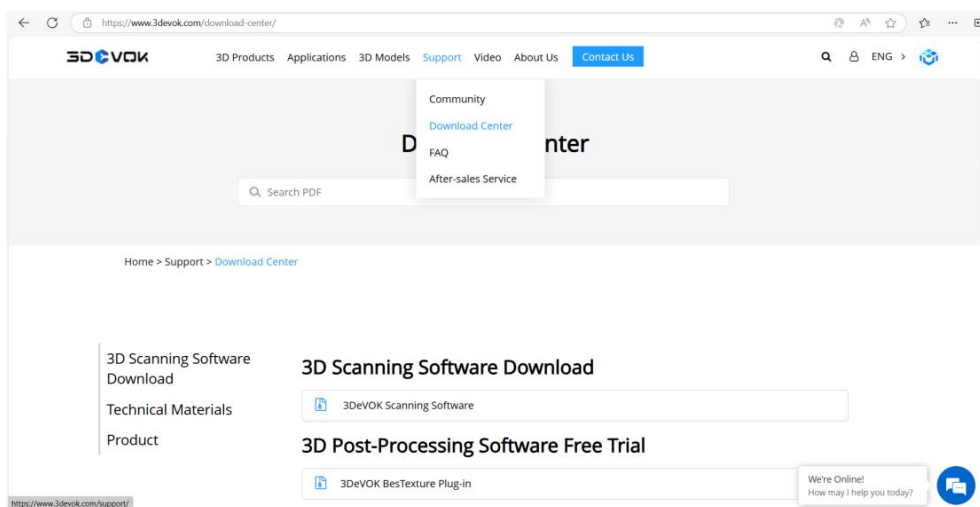 https://www.3devok.com/download-center/
3DEVOK
3D Products Applications 3D Models Support Video About Us Contact Us ENG >
Community
Download Center
FAQ
After-sales Service
D nter
Search PDF
Home > Support > Download Center
3D Scanning Software
Download
Technical Materials
Product
3D Scanning Software Download
3DeVOK Scanning Software
3D Post-Processing Software Free Trial
3DeVOK BesTexture Plug-in
We're Online!
How may I help you today?
https://www.3devok.com/support/